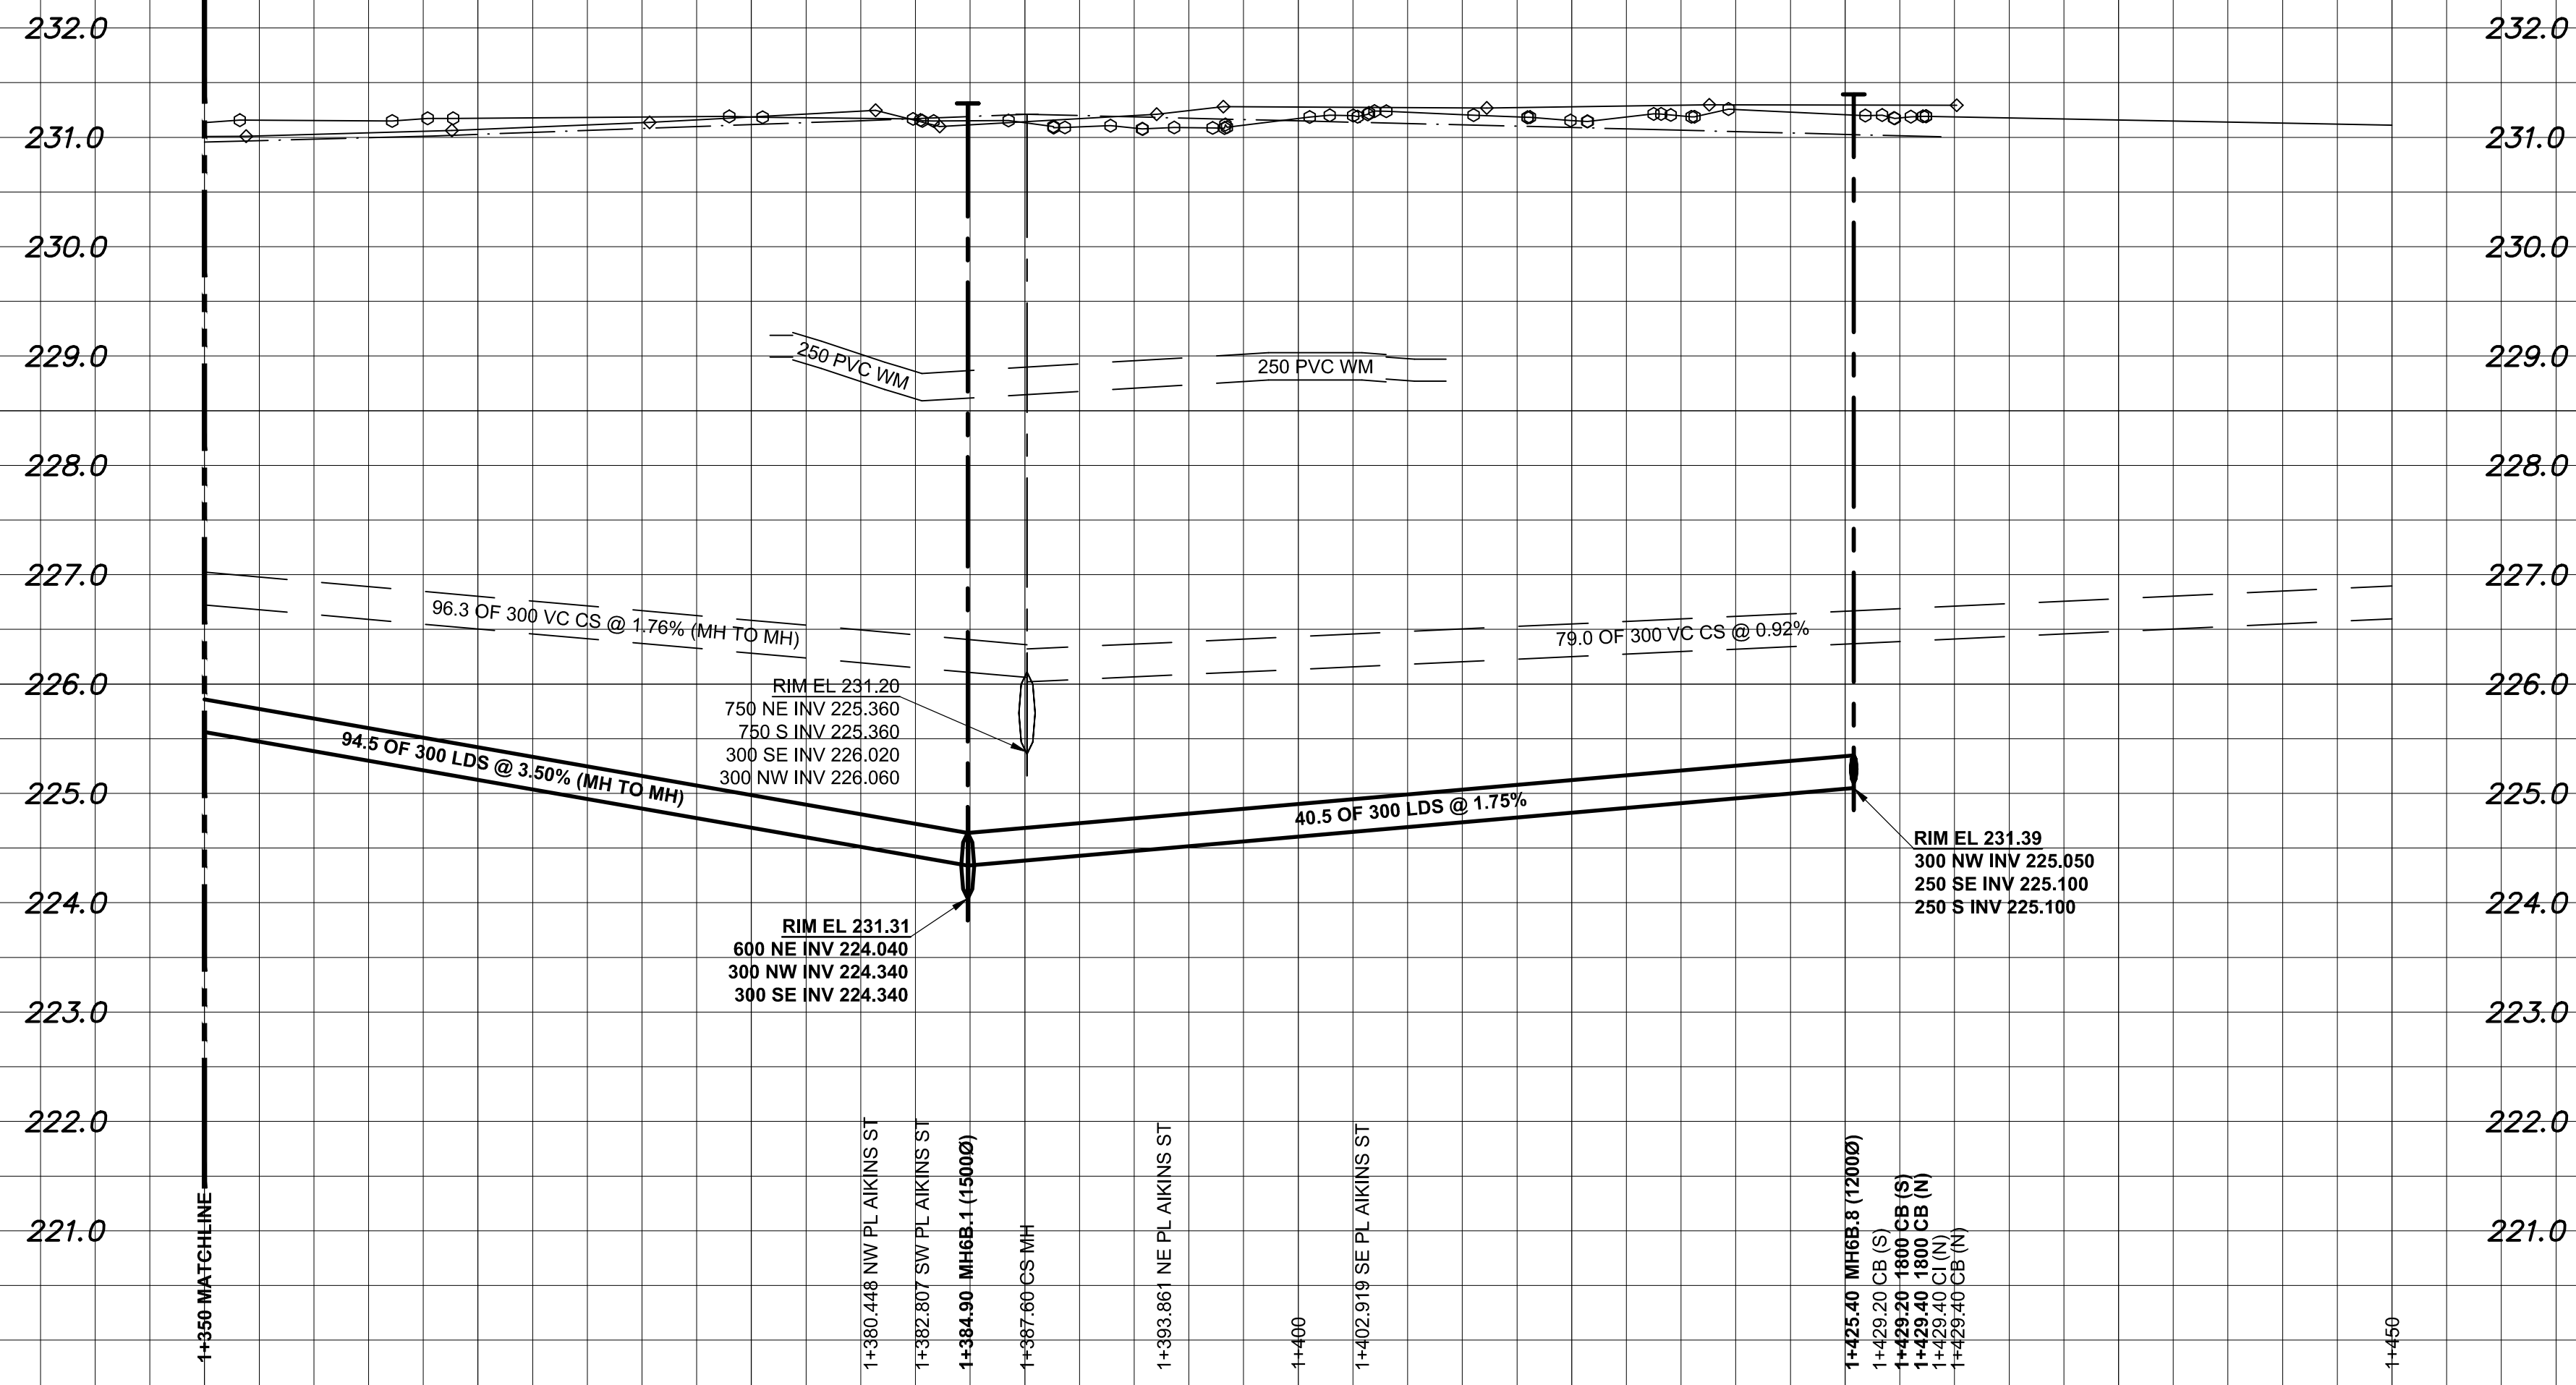 232.0
232.0
231.0
231.0
230.0
230.0
229.0
229.0
250 PVC WM
250 PVC WM
228.0
228.0
227.0
227.0
96.3 OF 300 VC CS @ 1.76% (MH TO MH)
79.0 OF 300 VC CS @ 0.92%
226.0
226.0
RIM EL 231.20
750 NE INV 225.360
750 S INV 225.360
300 SE INV 226.020
300 NW INV 226.060
94.5 OF 300 LDS @ 3.50% (MH TO MH)
40.5 OF 300 LDS @ 1.75%
225.0
225.0
RIM EL 231.39
300 NW INV 225.050
250 SE INV 225.100
250 S INV 225.100
224.0
224.0
RIM EL 231.31
600 NE INV 224.040
300 NW INV 224.340
300 SE INV 224.340
223.0
223.0
222.0
222.0
221.0
221.0
1+350 MATCHLINE
1+380.448 NW PL AIKINS ST
1+382.807 SW PL AIKINS ST
1+384.90 MH6B.1 (1500Ø)
1+387.60 CS MH
1+393.861 NE PL AIKINS ST
1+400
1+402.919 SE PL AIKINS ST
1+425.40 MH6B.8 (1200Ø)
1+429.20 CB (S)
1+429.20 1800 CB (S)
1+429.40 1800 CB (N)
1+429.40 CI (N)
1+429.40 CB (N)
1+450